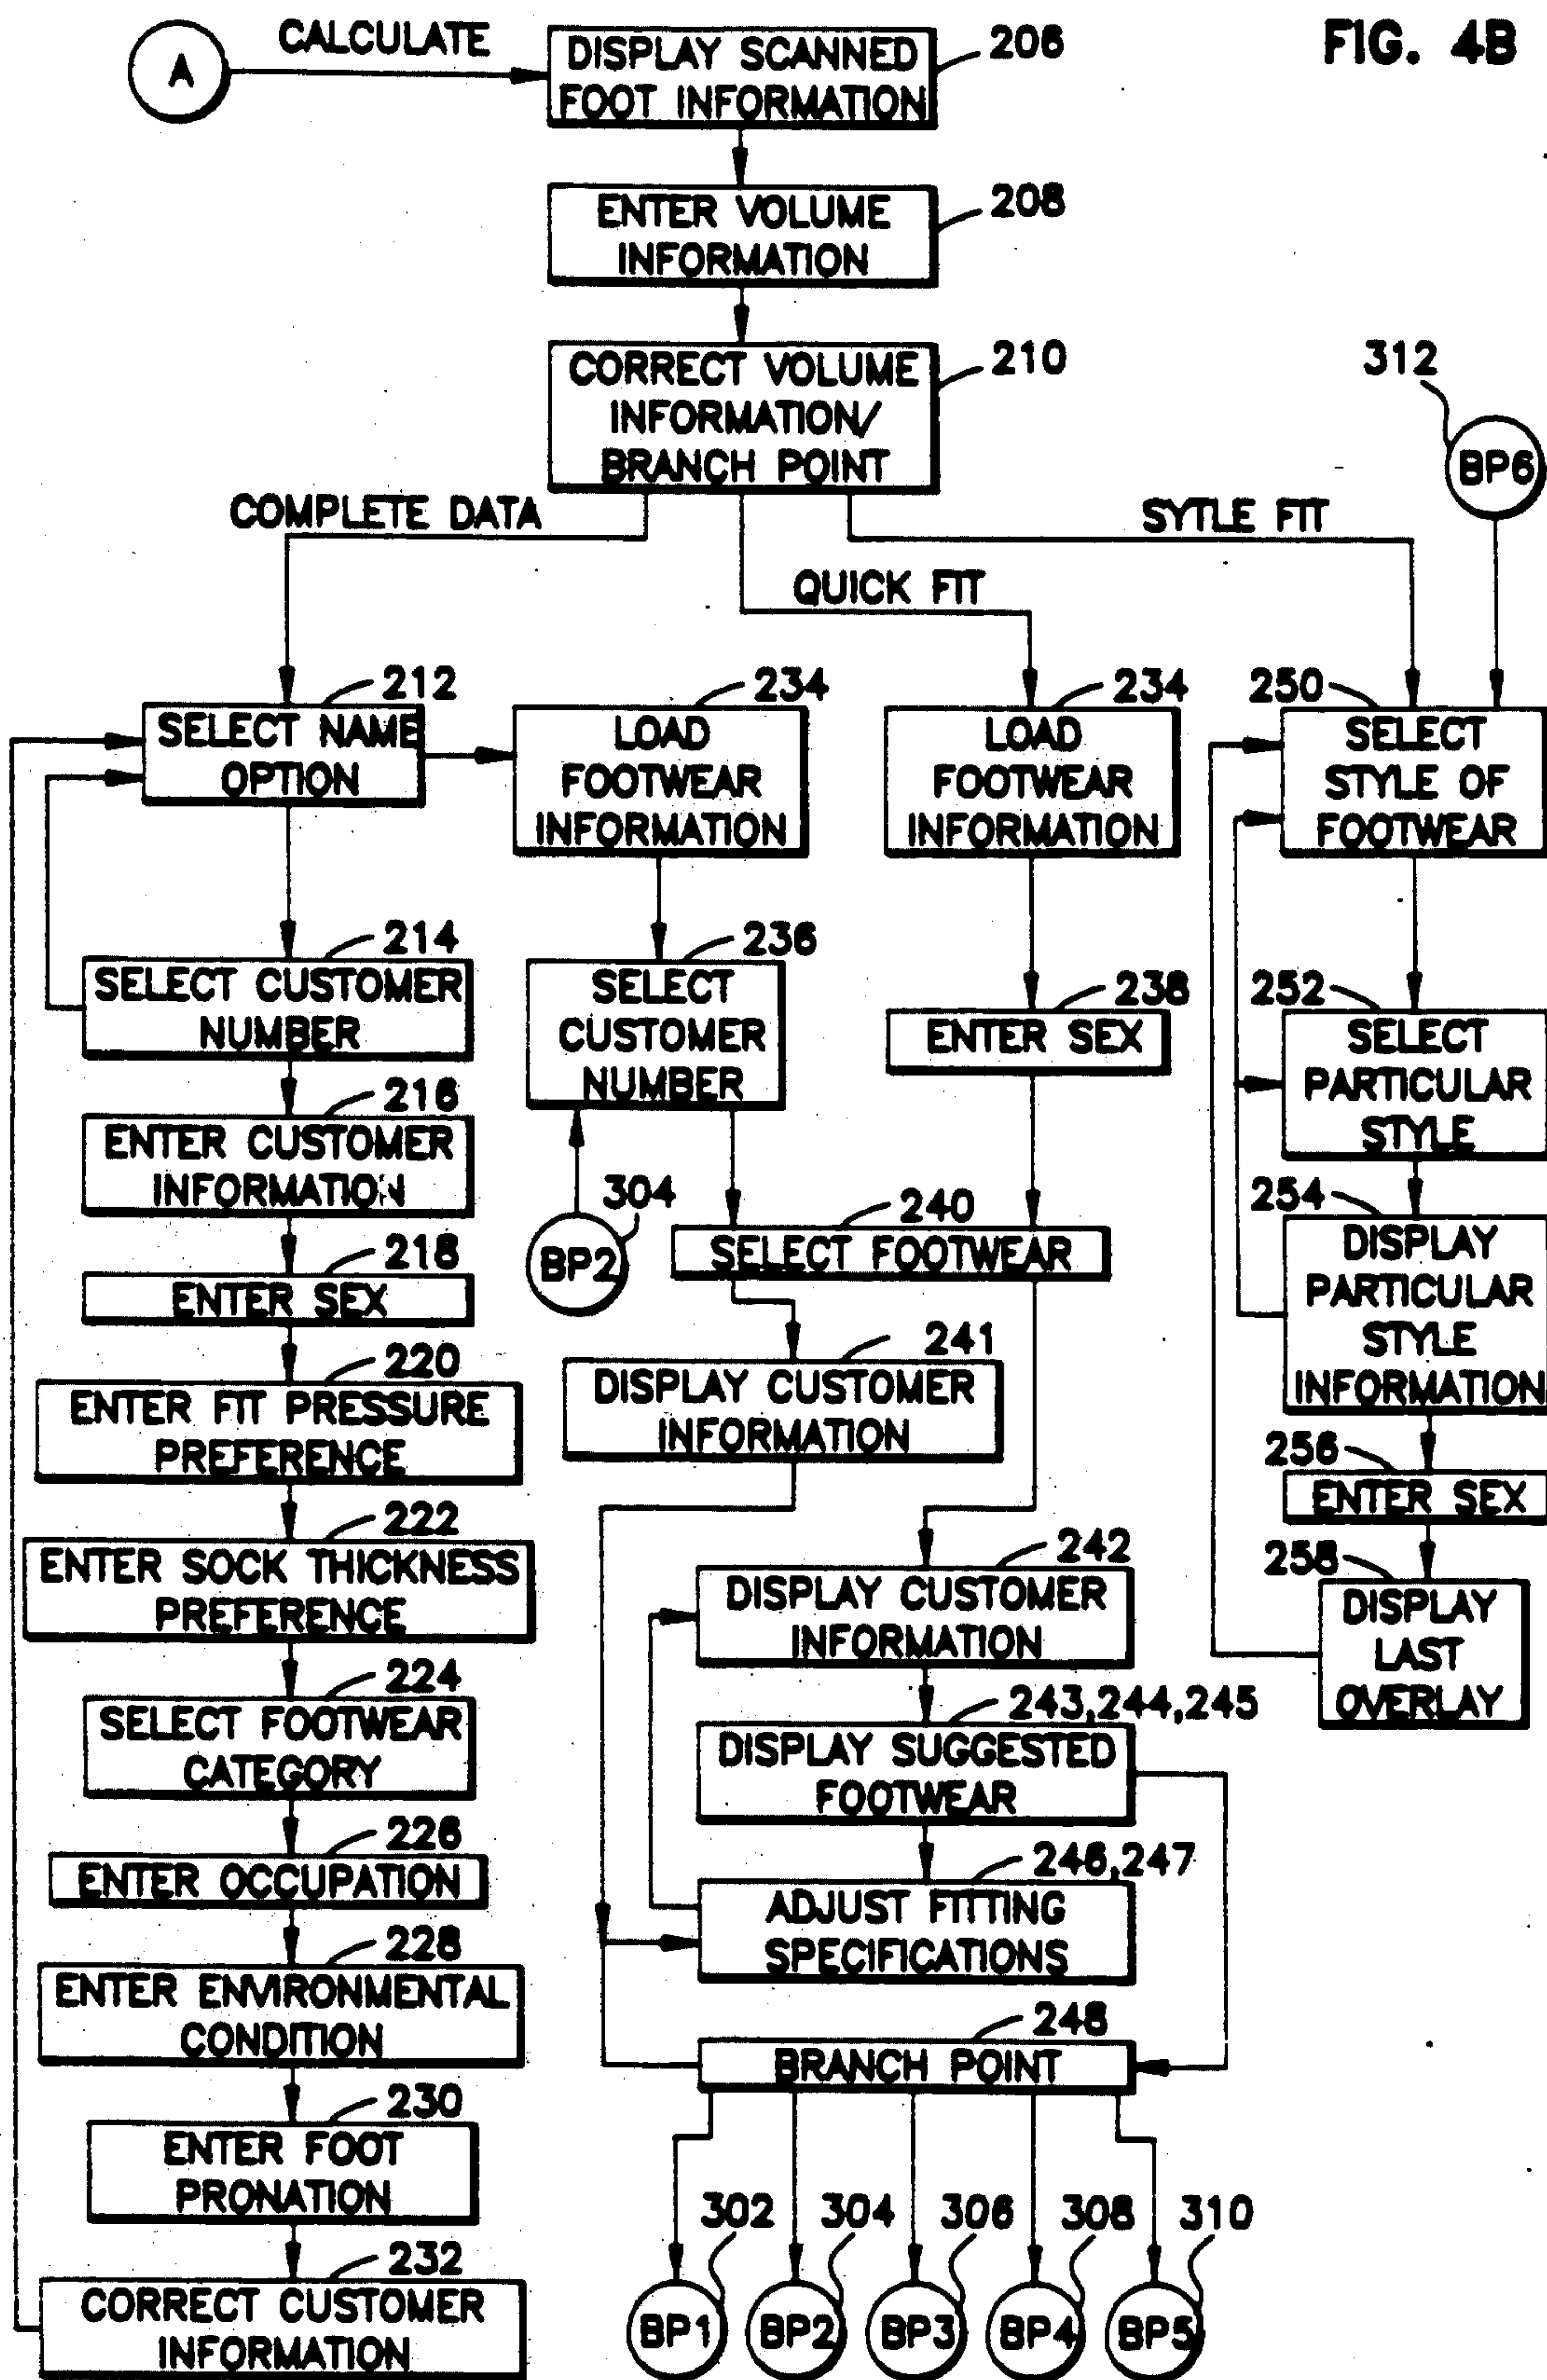 FIG. 4B
A
CALCULATE
DISPLAY SCANNED
FOOT INFORMATION
206
ENTER VOLUME
INFORMATION
208
CORRECT VOLUME
INFORMATION/
BRANCH POINT
210
312
BP6
COMPLETE DATA
QUICK FIT
SYTLE FIT
212
SELECT NAME
OPTION
234
LOAD
FOOTWEAR
INFORMATION
234
LOAD
FOOTWEAR
INFORMATION
250
SELECT
STYLE OF
FOOTWEAR
214
SELECT CUSTOMER
NUMBER
236
SELECT
CUSTOMER
NUMBER
238
ENTER SEX
252
SELECT
PARTICULAR
STYLE
216
ENTER CUSTOMER
INFORMATION
304
BP2
240
SELECT FOOTWEAR
254
DISPLAY
PARTICULAR
STYLE
INFORMATION
218
ENTER SEX
220
ENTER FIT PRESSURE
PREFERENCE
241
DISPLAY CUSTOMER
INFORMATION
256
ENTER SEX
222
ENTER SOCK THICKNESS
PREFERENCE
242
DISPLAY CUSTOMER
INFORMATION
258
DISPLAY
LAST
OVERLAY
224
SELECT FOOTWEAR
CATEGORY
243,244,245
DISPLAY SUGGESTED
FOOTWEAR
226
ENTER OCCUPATION
246,247
ADJUST FITTING
SPECIFICATIONS
228
ENTER ENVIRONMENTAL
CONDITION
248
BRANCH POINT
230
ENTER FOOT
PRONATION
232
CORRECT CUSTOMER
INFORMATION
302
304
306
308
310
BP1
BP2
BP3
BP4
BP5